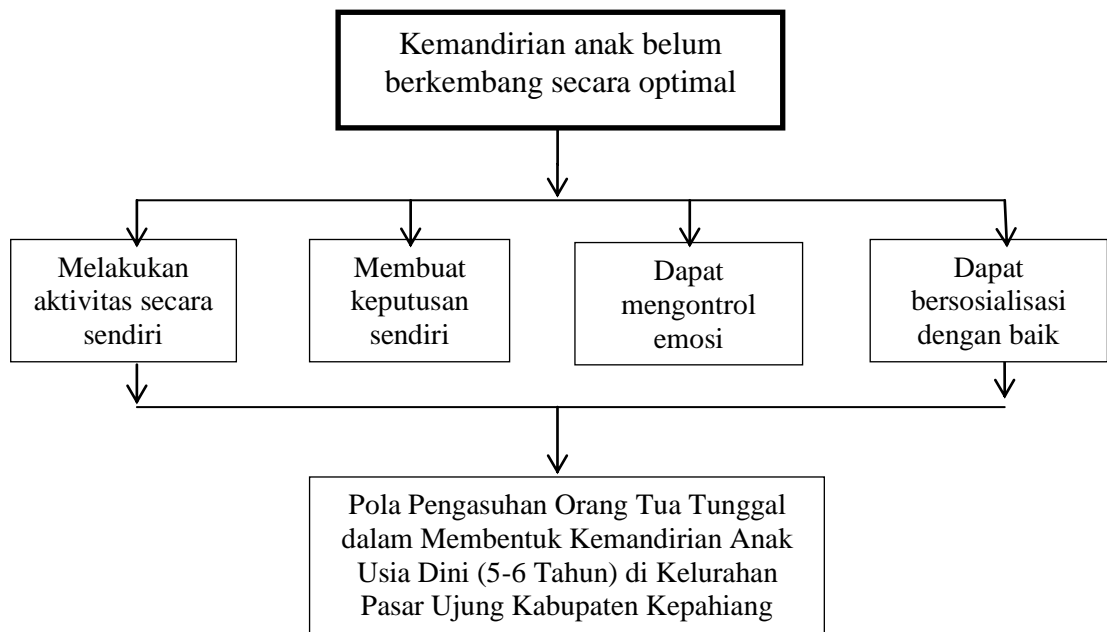 Kemandirian anak belum
berkembang secara optimal
Melakukan
aktivitas secara
sendiri
Membuat
keputusan
sendiri
Dapat
mengontrol
emosi
Dapat
bersosialisasi
dengan baik
Pola Pengasuhan Orang Tua Tunggal
dalam Membentuk Kemandirian Anak
Usia Dini (5-6 Tahun) di Kelurahan
Pasar Ujung Kabupaten Kepahiang